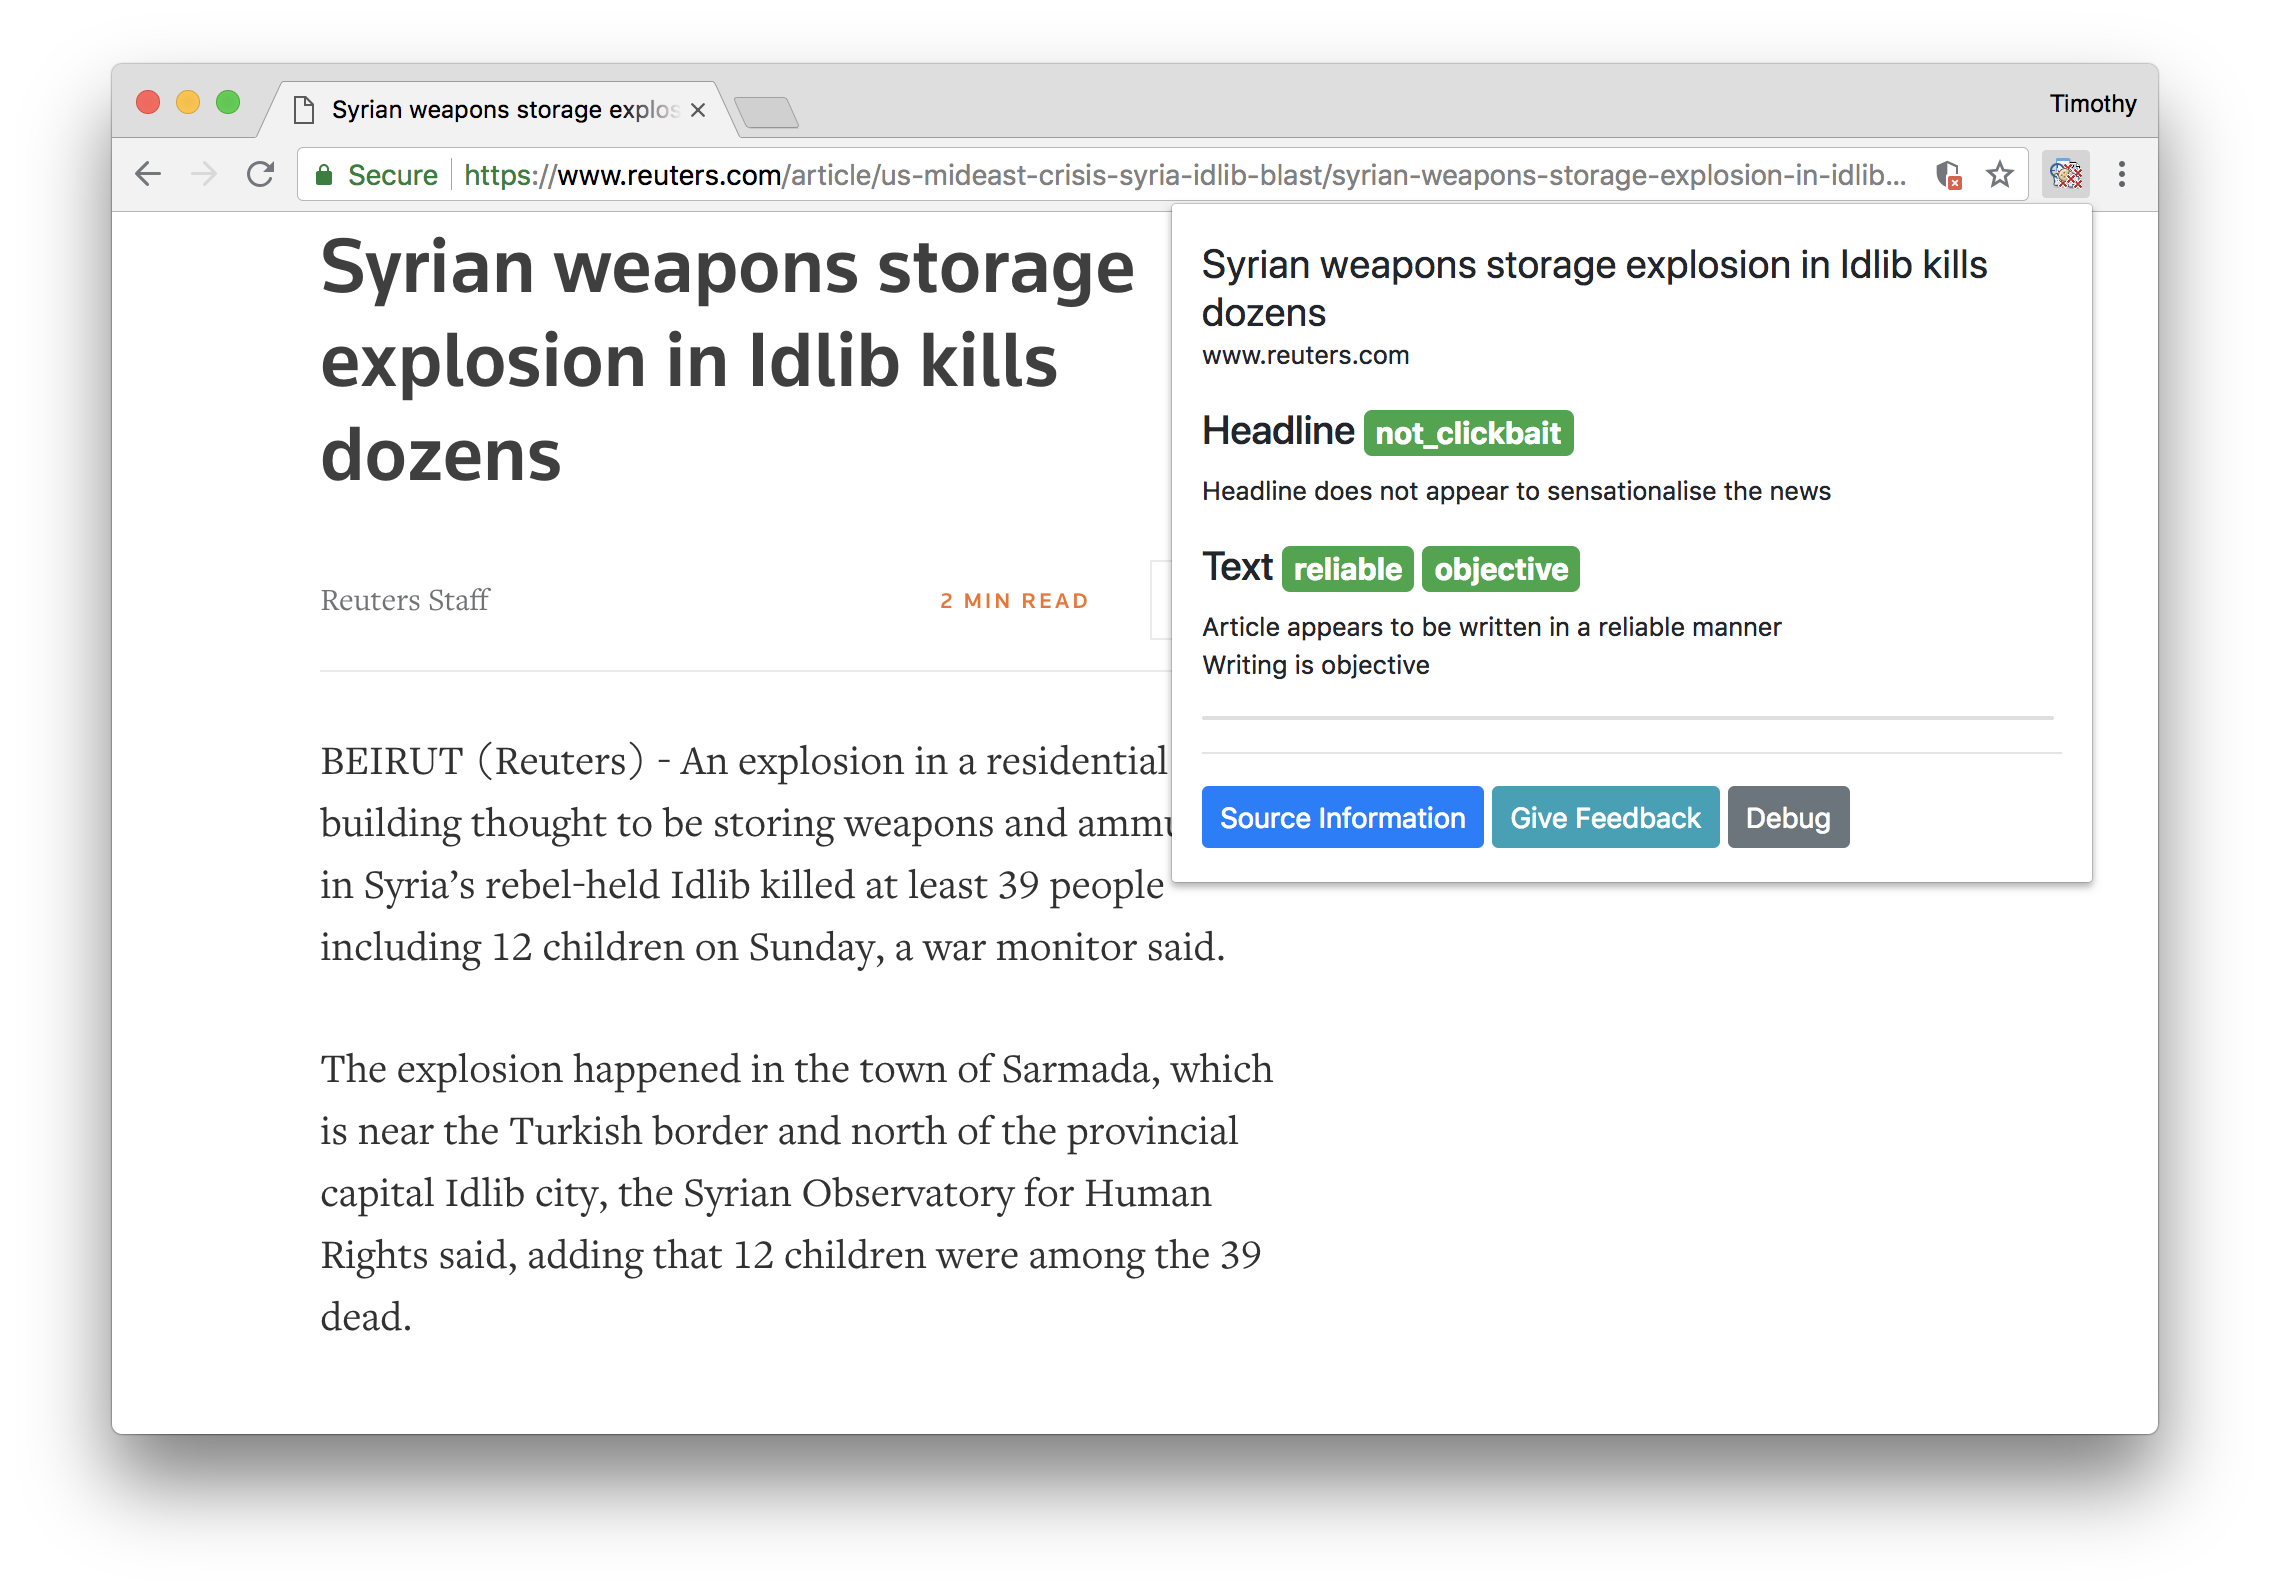 Syrian weapons storage explos
Timothy
Secure
https://www.reuters.com/article/us-mideast-crisis-syria-idlib-blast/syrian-weapons-storage-explosion-in-idlib...
Syrian weapons storage
explosion in Idlib kills
dozens
Reuters Staff
2 MIN READ
BEIRUT (Reuters) - An explosion in a residential
building thought to be storing weapons and ammu
in Syria’s rebel-held Idlib killed at least 39 people
including 12 children on Sunday, a war monitor said.
The explosion happened in the town of Sarmada, which
is near the Turkish border and north of the provincial
capital Idlib city, the Syrian Observatory for Human
Rights said, adding that 12 children were among the 39
dead.
Syrian weapons storage explosion in Idlib kills
dozens
www.reuters.com
Headline not_clickbait
Headline does not appear to sensationalise the news
Text reliable objective
Article appears to be written in a reliable manner
Writing is objective
Source Information
Give Feedback
Debug